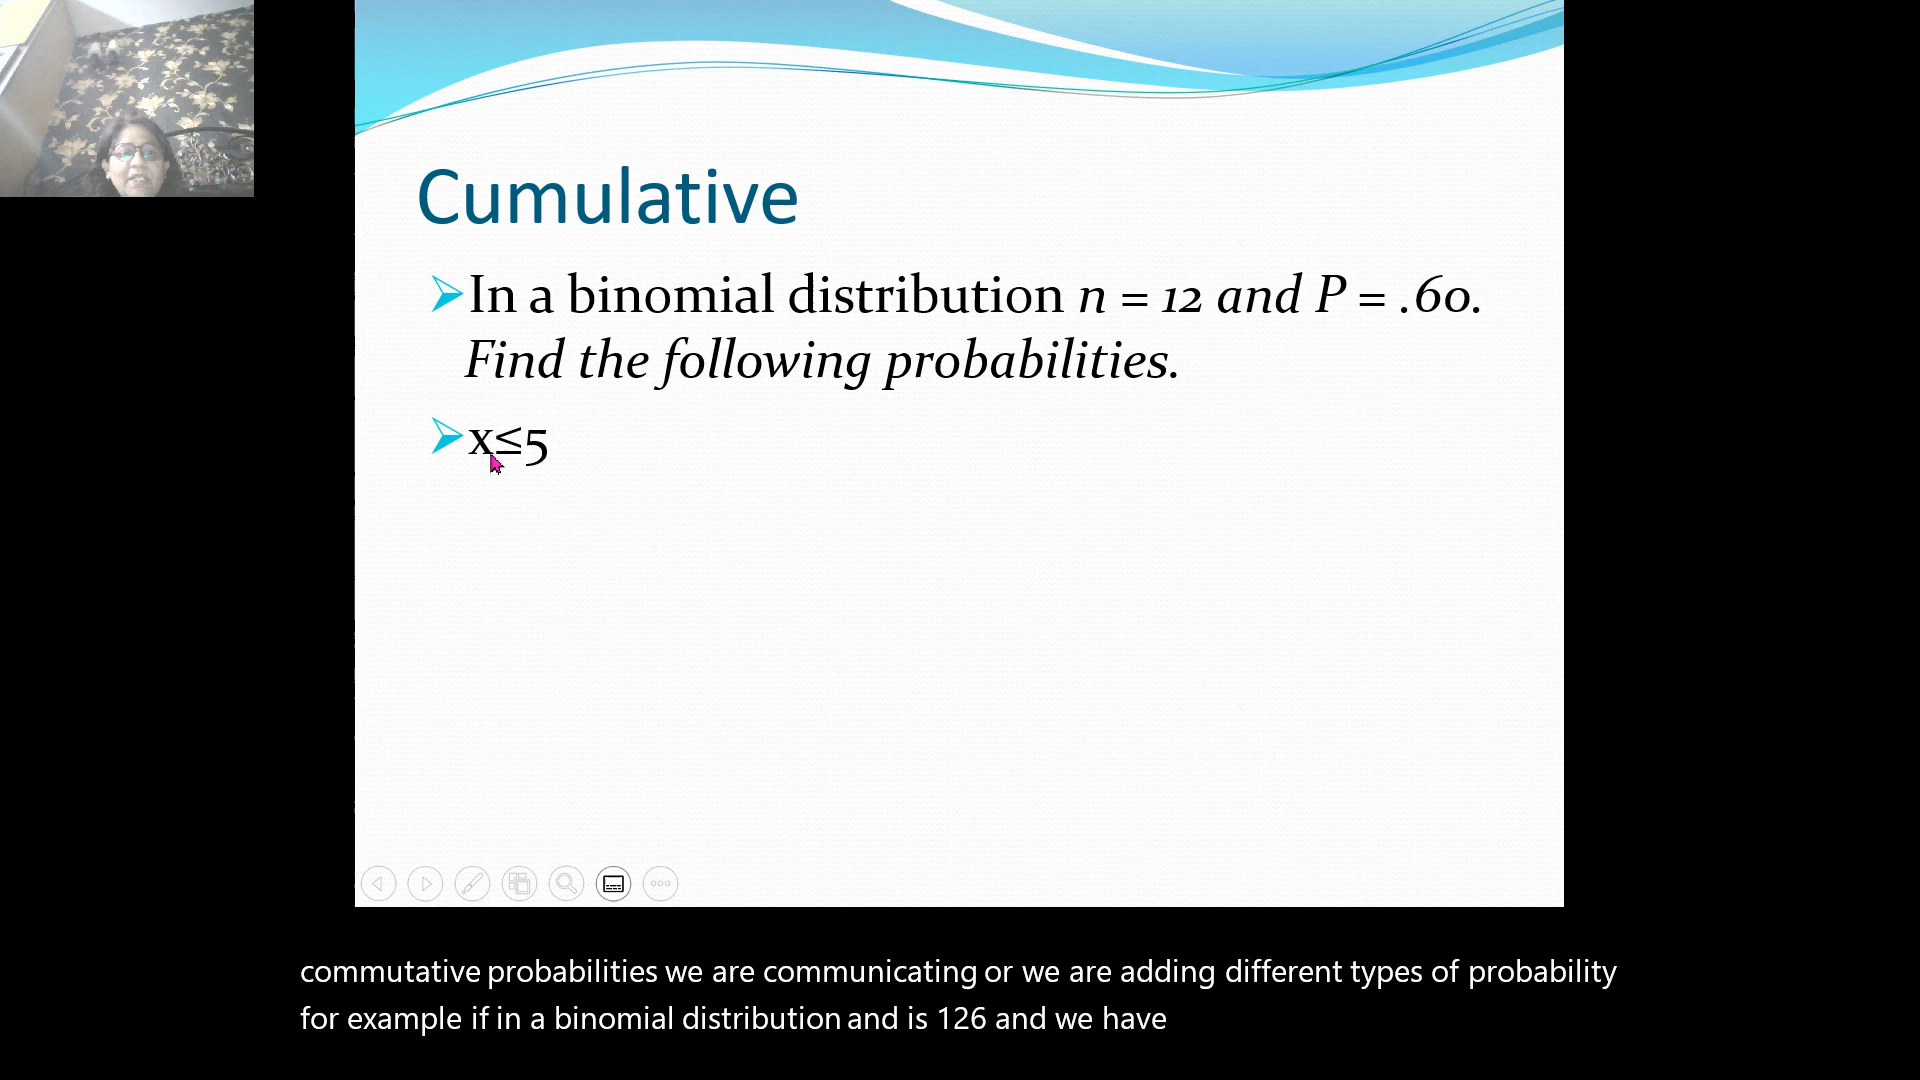 Cumulative
In a binomial distribution n = 12 and P = .60.
Find the following probabilities.
x≤5
commutative probabilities we are communicating or we are adding different types of probability
for example if in a binomial distribution and is 126 and we have